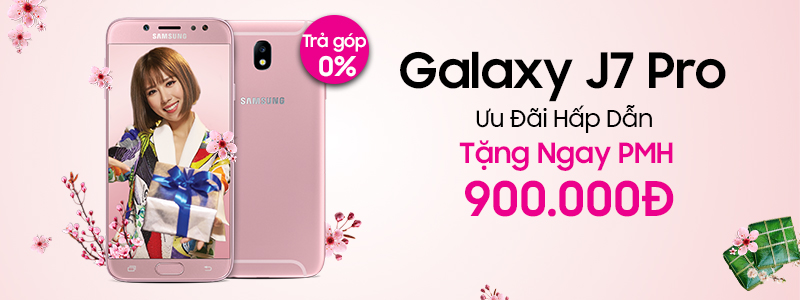 SAMSUNG
SAMSUNG
Trả góp
0%
Galaxy J7 Pro
Ưu Đãi Hấp Dẫn
Tặng Ngay PMH
900.000Đ